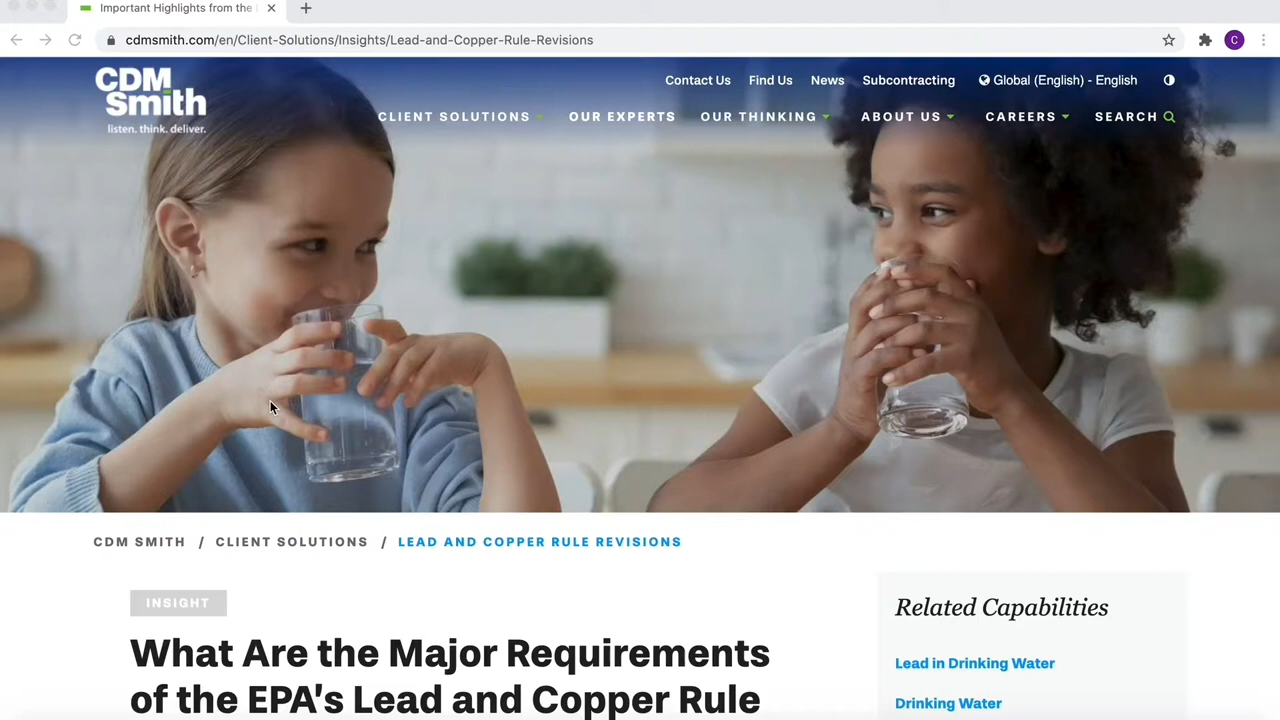 Important Highlights from the
cdmsmith.com/en/Client-Solutions/Insights/Lead-and-Copper-Rule-Revisions
C
CDM
Smith
listen. think. deliver.
Contact Us Find Us News Subcontracting Global (English) - English
CLIENT SOLUTIONS OUR EXPERTS OUR THINKING ABOUT US CAREERS SEARCH
CDM SMITH / CLIENT SOLUTIONS / LEAD AND COPPER RULE REVISIONS
INSIGHT
What Are the Major Requirements
of the EPA's Lead and Copper Rule
Related Capabilities
Lead in Drinking Water
Drinking Water